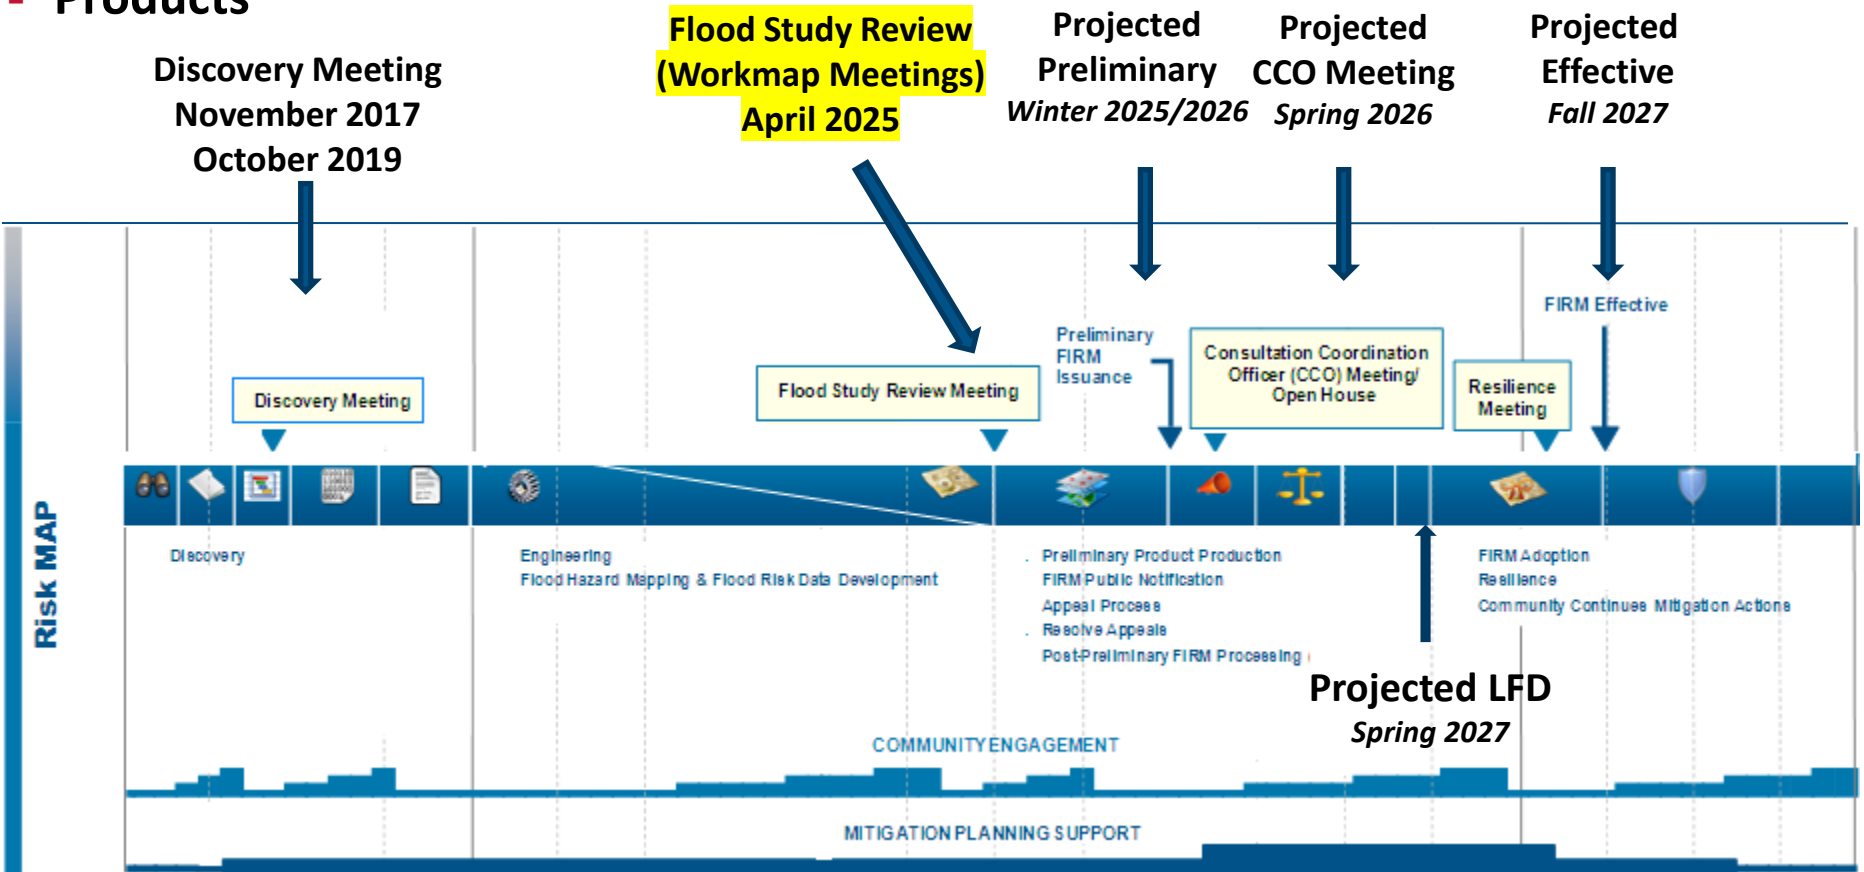 - Products
Discovery Meeting
November 2017
October 2019
Flood Study Review
(Workmap Meetings)
April 2025
Projected
Preliminary
Winter 2025/2026
Projected
CCO Meeting
Spring 2026
Projected
Effective
Fall 2027
FIRM Effective
Preliminary
FIRM
Issuance
Consultation Coordination
Officer (CCO) Meeting/
Open House
Discovery Meeting
Flood Study Review Meeting
Resilience
Meeting
Risk MAP
Discovery
Engineering
Flood Hazard Mapping & Flood Risk Data Development
. Preliminary Product Production
FIRM Public Notification
Appeal Process
. Resolve Appeals
Post-Preliminary FIRM Processing
FIRM Adoption
Resilience
Community Continues Mitigation Actions
Projected LFD
Spring 2027
COMMUNITY ENGAGEMENT
MITIGATION PLANNING SUPPORT